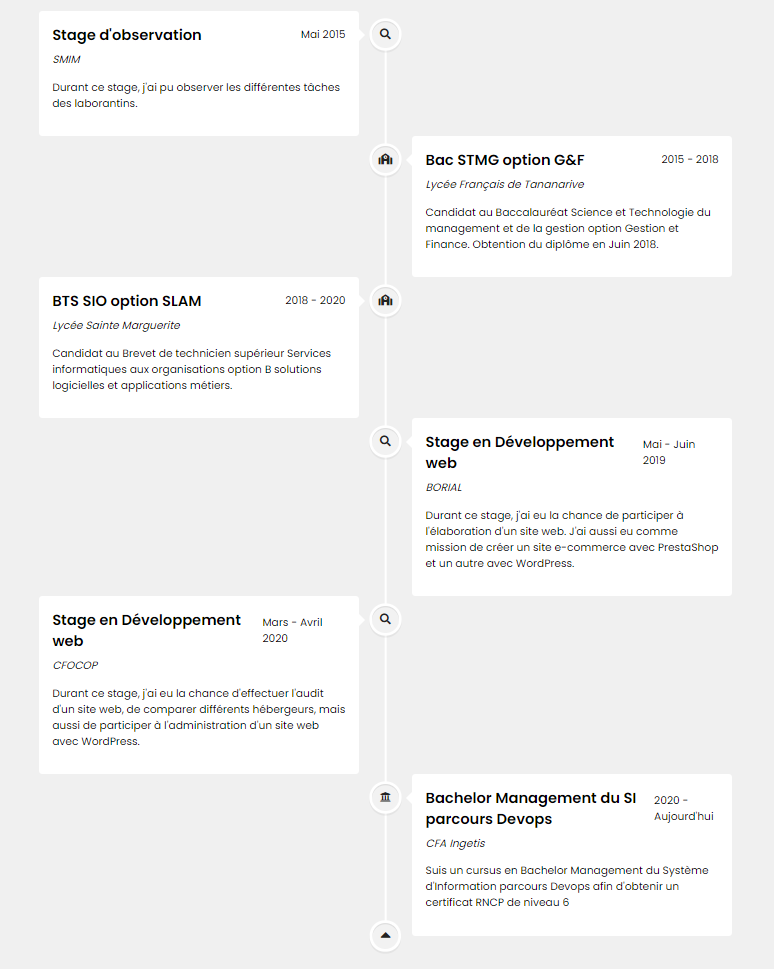 Stage d'observation
Mai 2015
SMIM
Durant ce stage, j'ai pu observer les différentes tâches
des laborantins.
Bac STMG option G&F
2015 - 2018
Lycée Français de Tananarive
Candidat au Baccalauréat Science et Technologie du
management et de la gestion option Gestion et
Finance. Obtention du diplôme en Juin 2018.
BTS SIO option SLAM
2018 - 2020
Lycée Sainte Marguerite
Candidat au Brevet de technicien supérieur Services
informatiques aux organisations option B solutions
logicielles et applications métiers.
Stage en Développement
web
Mai - Juin
2019
BORIAL
Durant ce stage, j'ai eu la chance de participer à
l'élaboration d'un site web. J'ai aussi eu comme
mission de créer un site e-commerce avec PrestaShop
et un autre avec WordPress.
Stage en Développement
web
Mars - Avril
2020
CFOCOP
Durant ce stage, j'ai eu la chance d'effectuer l'audit
d'un site web, de comparer différents hébergeurs, mais
aussi de participer à l'administration d'un site web
avec WordPress.
Bachelor Management du SI
parcours Devops
2020 -
Aujourd'hui
CFA Ingetis
Suis un cursus en Bachelor Management du Système
d'Information parcours Devops afin d'obtenir un
certificat RNCP de niveau 6